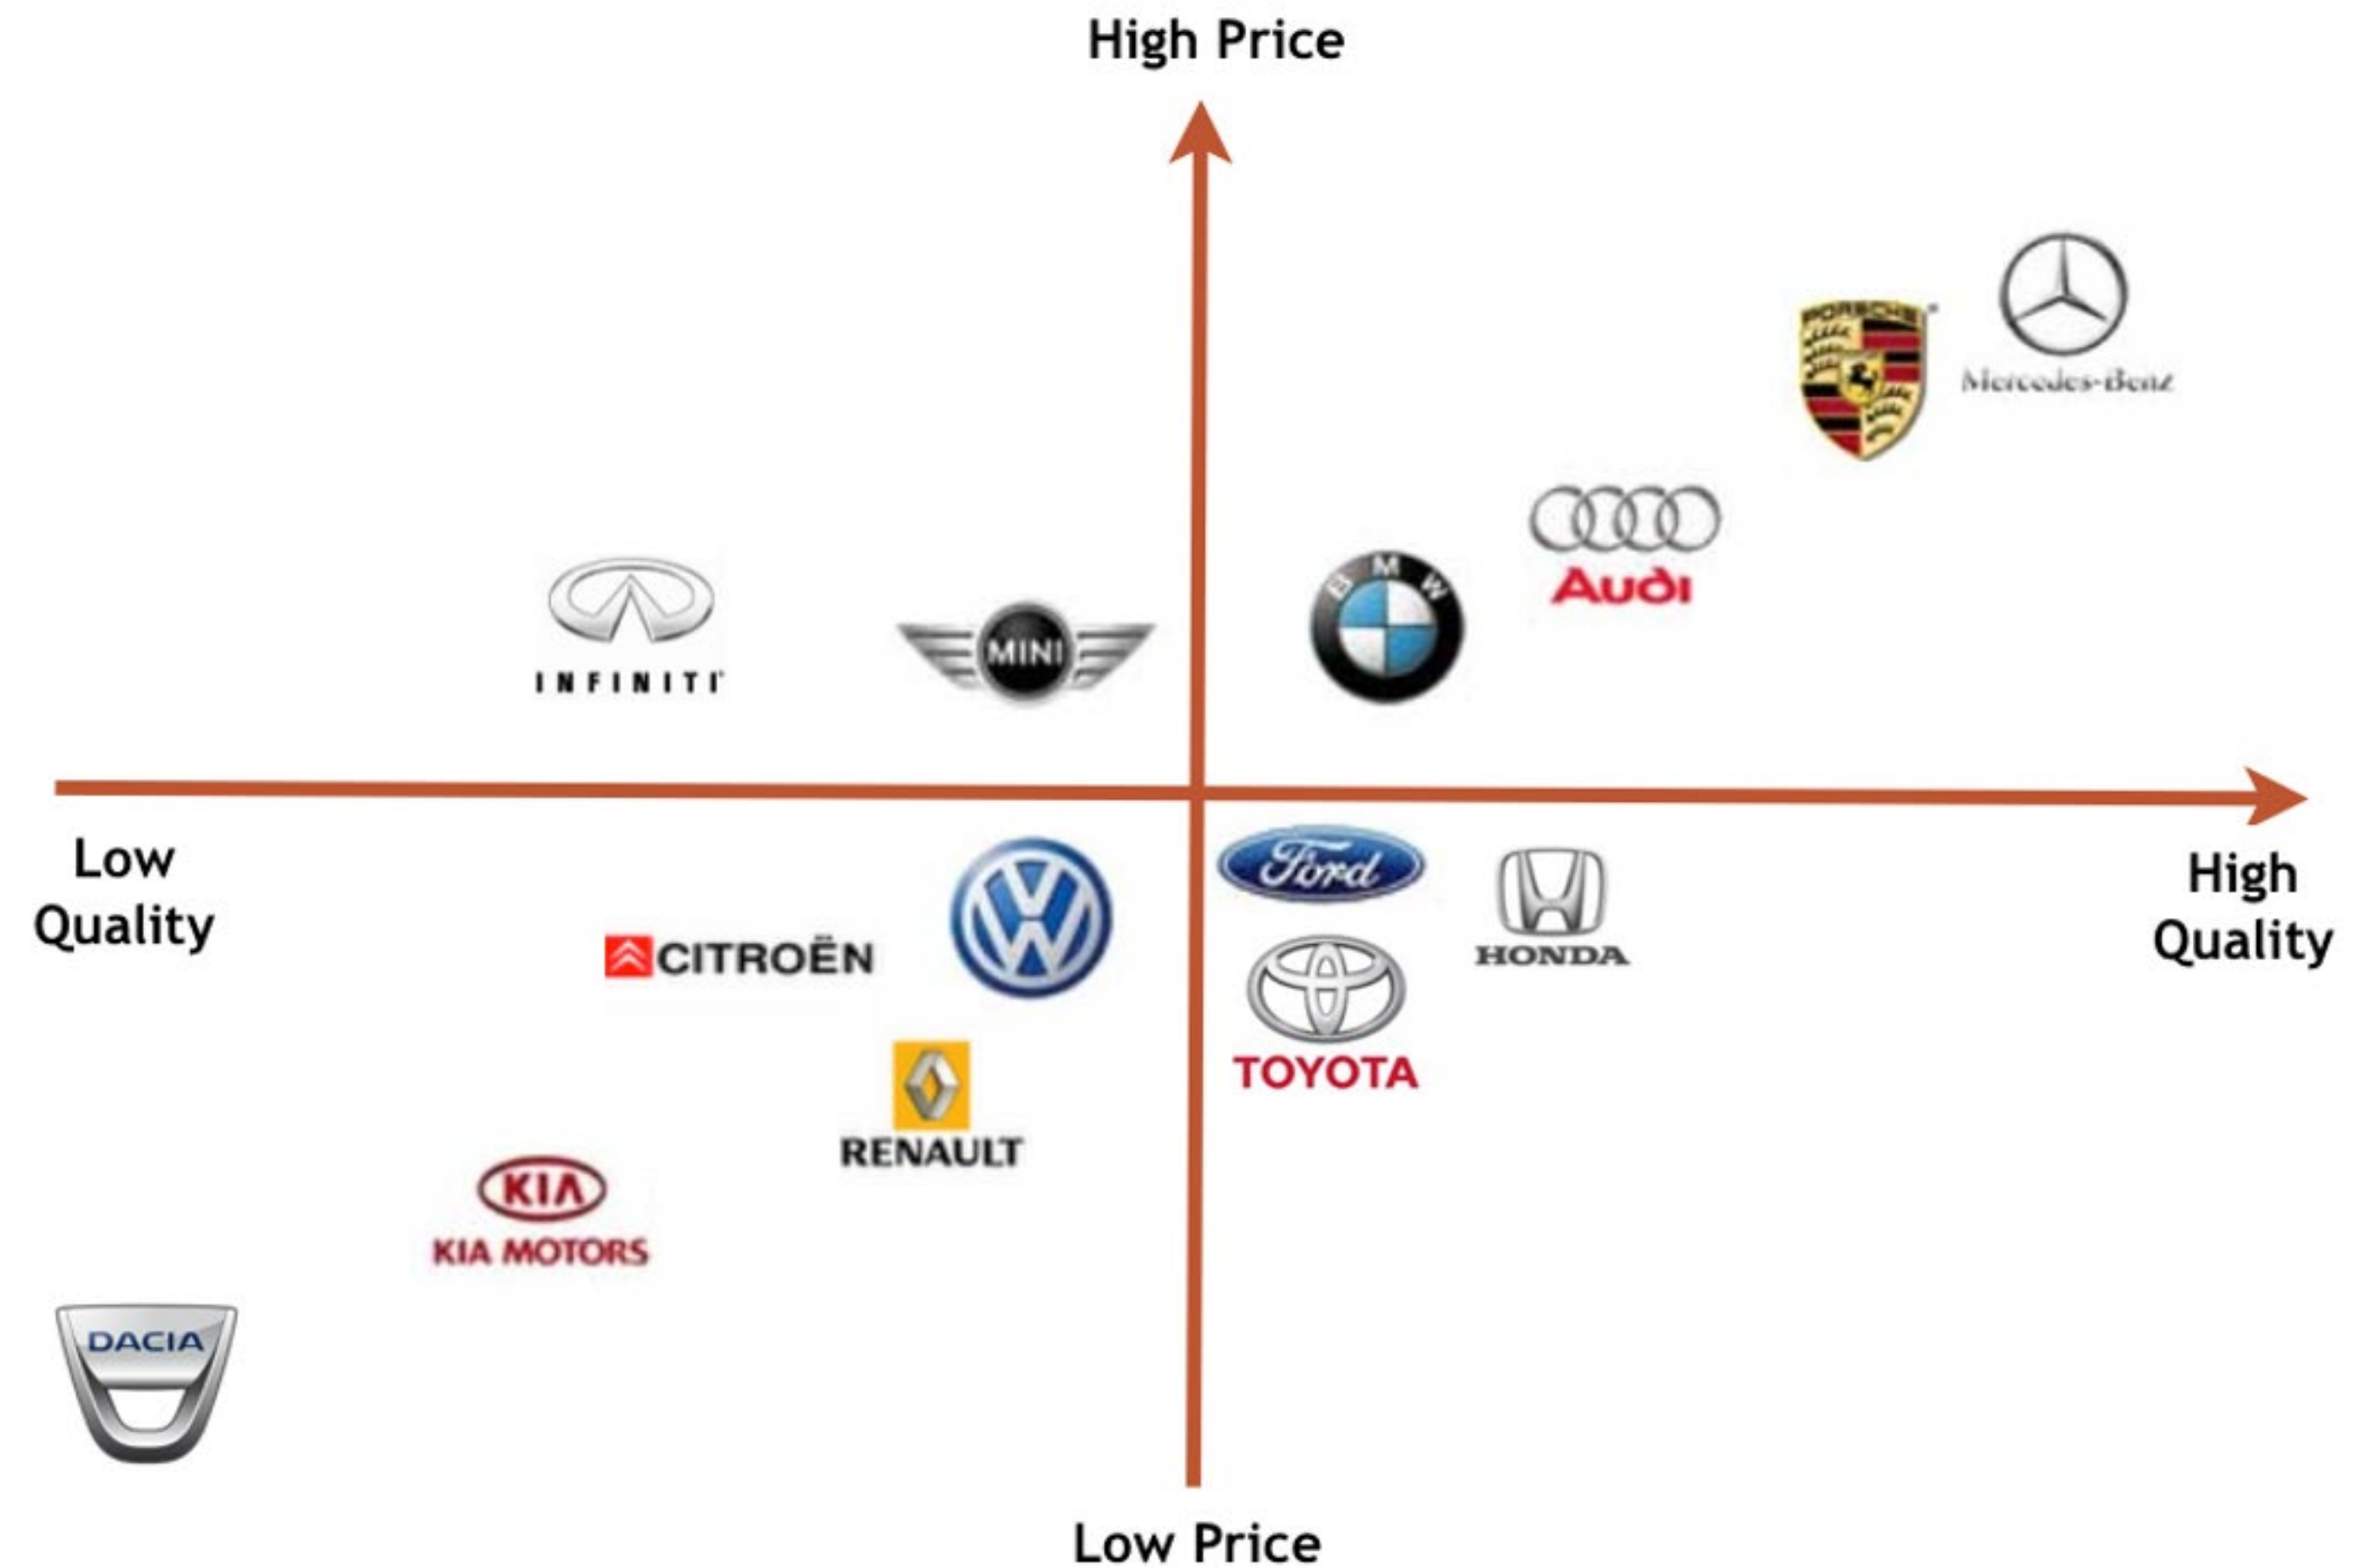 High Price
PORSCHE
Mercedes-Benz
Audi
BMW
INFINITI
MINI
Low
Quality
High
Quality
Ford
HONDA
CITROËN
VW
TOYOTA
RENAULT
KIA
KIA MOTORS
DACIA
Low Price